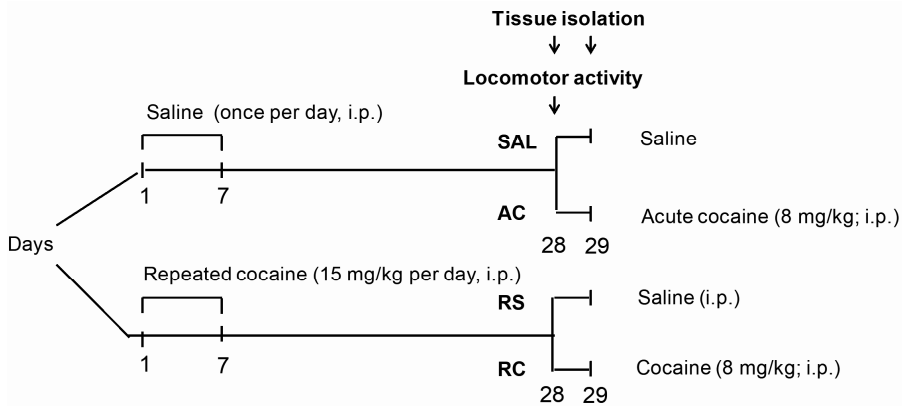 Tissue isolation
Locomotor activity
Saline (once per day, i.p.)
SAL
Saline
1
7
AC
Acute cocaine (8 mg/kg; i.p.)
28
29
Days
Repeated cocaine (15 mg/kg per day, i.p.)
RS
Saline (i.p.)
1
7
RC
Cocaine (8 mg/kg; i.p.)
28
29